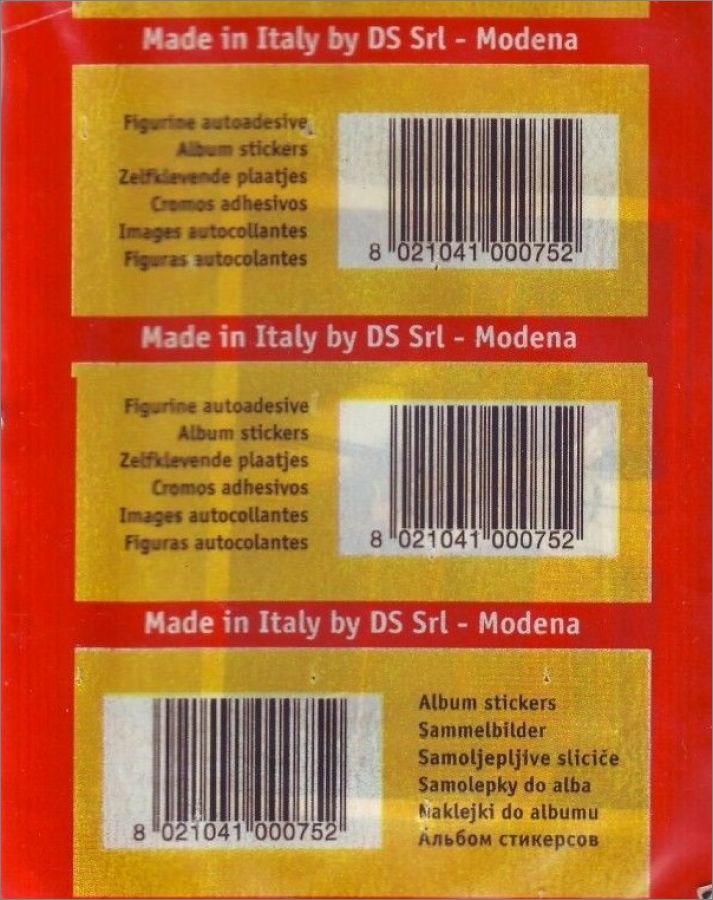 Made in Italy by DS Srl - Modena
Figurine autoadesive
Album stickers
Zelfklevende plaatjes
Cromos adhesivos
Images autocollantes
Figuras autocolantes
8 021041 000752
Made in Italy by DS Srl - Modena
Figurine autoadesive
Album stickers
Zelfklevende plaatjes
Cromos adhesivos
Images autocollantes
Figuras autocolantes
8 021041 000752
Made in Italy by DS Srl - Modena
8 021041 000752
Album stickers
Sammelbilder
Samoljepljive sličiče
Samolepky do alba
Naklejki do albumu
Альбом стикерсов